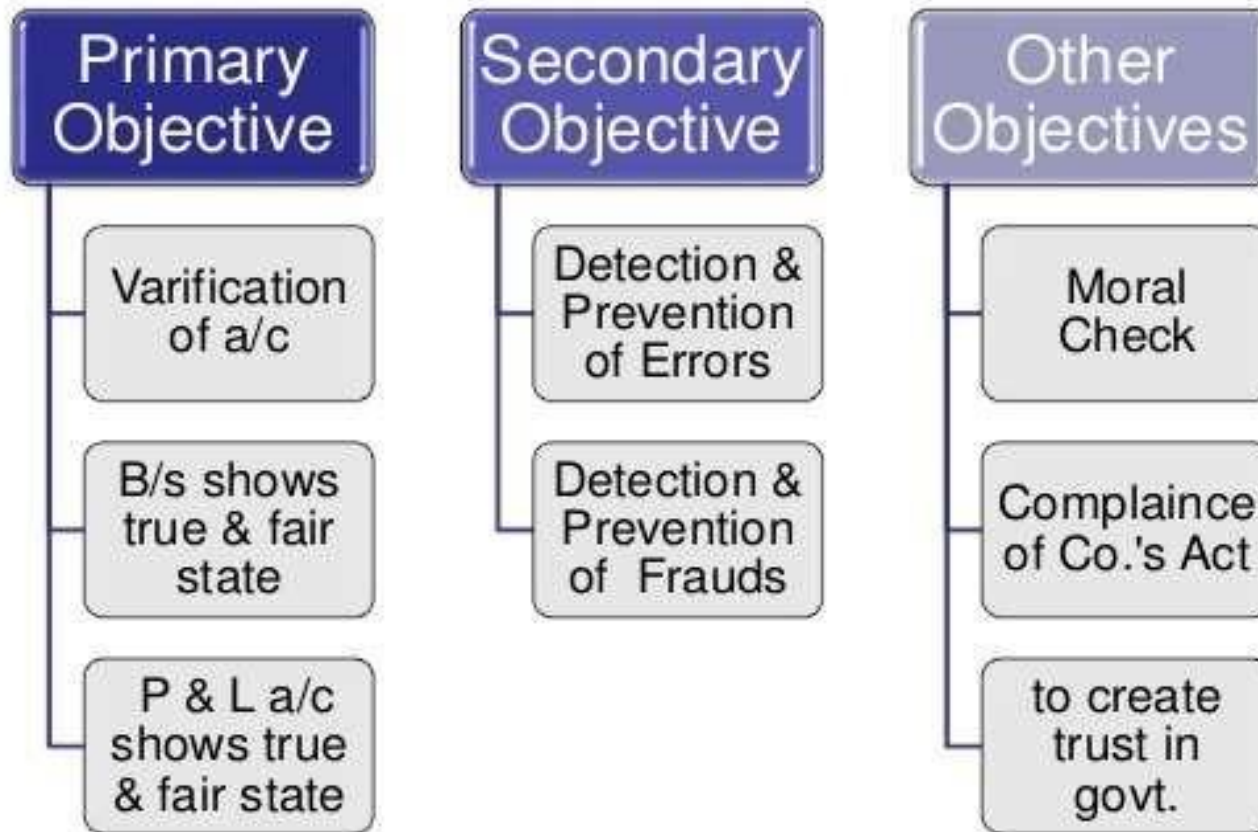 Primary
Objective
Varification
of a/c
B/s shows
true & fair
state
P & L a/c
shows true
& fair state
Secondary
Objective
Detection &
Prevention
of Errors
Detection &
Prevention
of Frauds
Other
Objectives
Moral
Check
Complaince
of Co.'s Act
to create
trust in
govt.